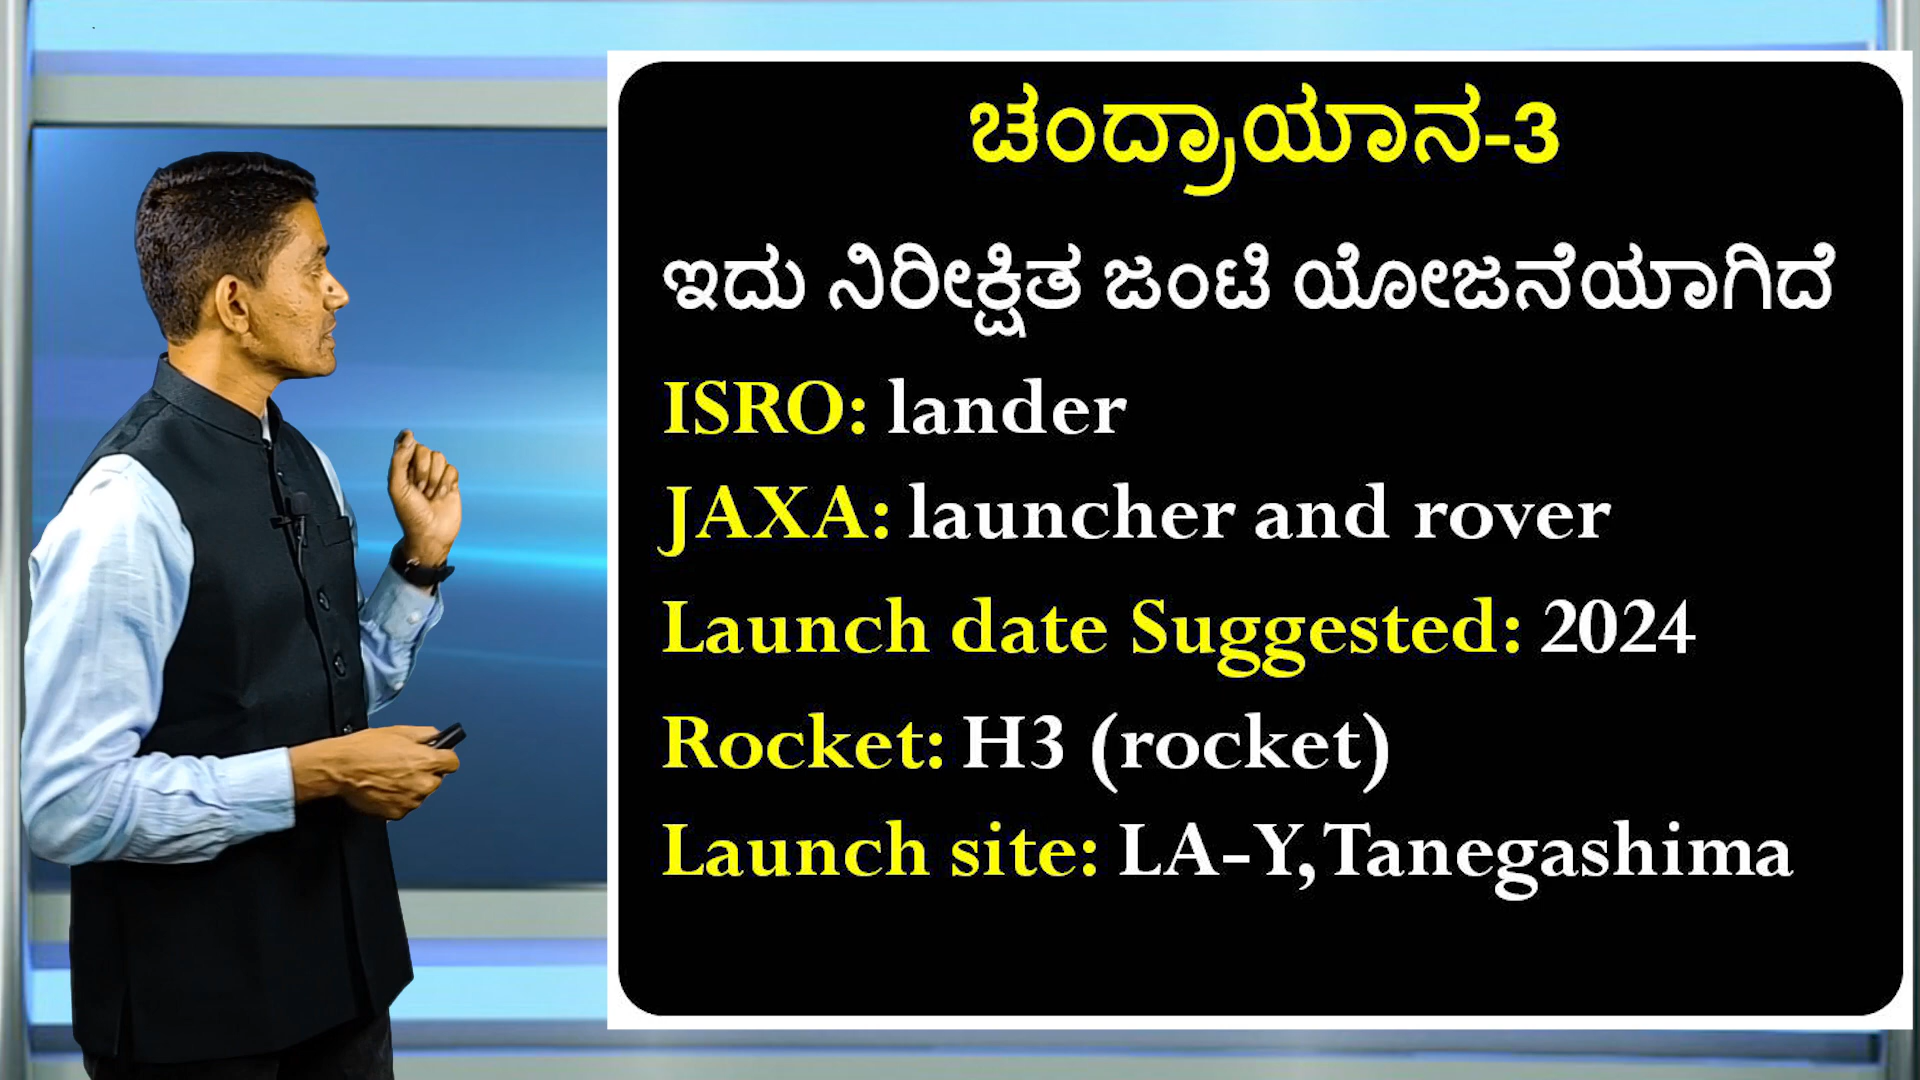 ಚಂದ್ರಾಯಾನ-3
ಇದು ನಿರೀಕ್ಷಿತ ಜಂಟಿ ಯೋಜನೆಯಾಗಿದೆ
ISRO: lander
JAXA: launcher and rover
Launch date Suggested: 2024
Rocket: H3 (rocket)
Launch site: LA-Y, Tanegashima